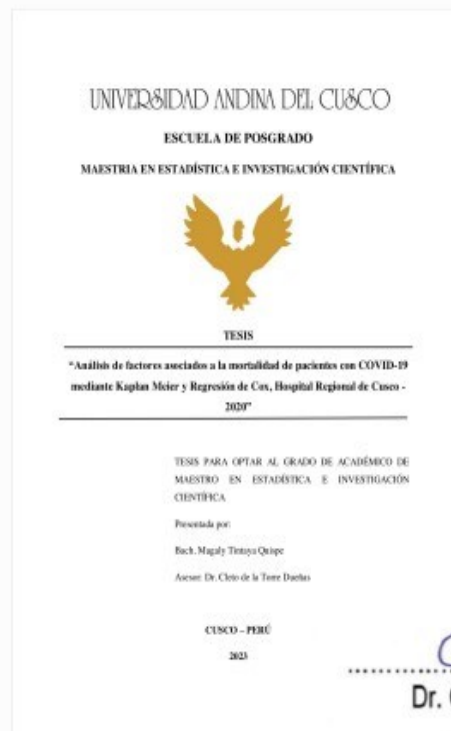 UNIVERSIDAD ANDINA DEL CUSCO
ESCUELA DE POSGRADO
MAESTRIA EN ESTADÍSTICA E INVESTIGACIÓN CIENTÍFICA
TESIS
“Análisis de factores asociados a la mortalidad de pacientes con COVID-19
mediante Kaplan Meier y Regresión de Cox, Hospital Regional de Cusco -
2020”
TESIS PARA OPTAR AL GRADO DE ACADÉMICO DE
MAESTRO EN ESTADÍSTICA E INVESTIGACIÓN
CIENTÍFICA
Presentada por:
Bach. Magaly Tintaya Quispe
Asesor: Dr. Cleto de la Torre Dueñas
CUSCO – PERÚ
2023
Dr.